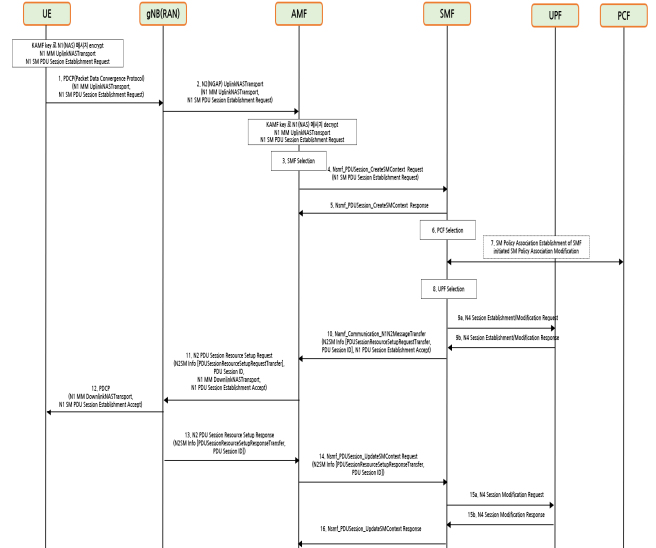 UE
gNB(RAN)
AMF
SMF
UPF
PCF
KAMF key 로 N1(NAS) 메시지 encrypt
N1 MM UplinkNASTransport
N1 SM PDU Session Establishment Request
1. PDCP(Packet Data Convergence Protocol)
(N1 MM UplinkNASTransport,
N1 SM PDU Session Establishment Request)
2. N2(NGAP) UplinkNASTransport
(N1 MM UplinkNASTransport,
N1 SM PDU Session Establishment Request)
KAMF key 로 N1(NAS) 메시지 decrypt
N1 MM UplinkNASTransport
N1 SM PDU Session Establishment Request
3. SMF Selection
4. Nsmf_PDUSession_CreateSMContext Request
(N1 SM PDU Session Establishment Request)
5. Nsmf_PDUSession_CreateSMContext Response
6. PCF Selection
7. SM Policy Association Establishment of SMF
initiated SM Policy Association Modification
8. UPF Selection
9a. N4 Session Establishment/Modification Request
9b. N4 Session Establishment/Modification Response
10. Namf_Communication_N1N2MessageTransfer
(N2SM Info [PDUSessionResourceSetupRequestTransfer,
PDU Session ID], N1 PDU Session Establishment Accept)
11. N2 PDU Session Resource Setup Request
(N2SM Info [PDUSessionResourceSetupRequestTransfer],
PDU Session ID,
N1 MM DownlinkNASTransport,
N1 PDU Session Establishment Accept)
12. PDCP
(N1 MM DownlinkNASTransport,
N1 SM PDU Session Establishment Accept)
13. N2 PDU Session Resource Setup Response
(N2SM Info [PDUSessionResourceSetupResponseTransfer,
PDU Session ID])
14. Nsmf_PDUSession_UpdateSMContext Request
(N2SM Info [PDUSessionResourceSetupResponseTransfer,
PDU Session ID])
15a. N4 Session Modification Request
15b. N4 Session Modification Response
16. Nsmf_PDUSession_UpdateSMContext Response